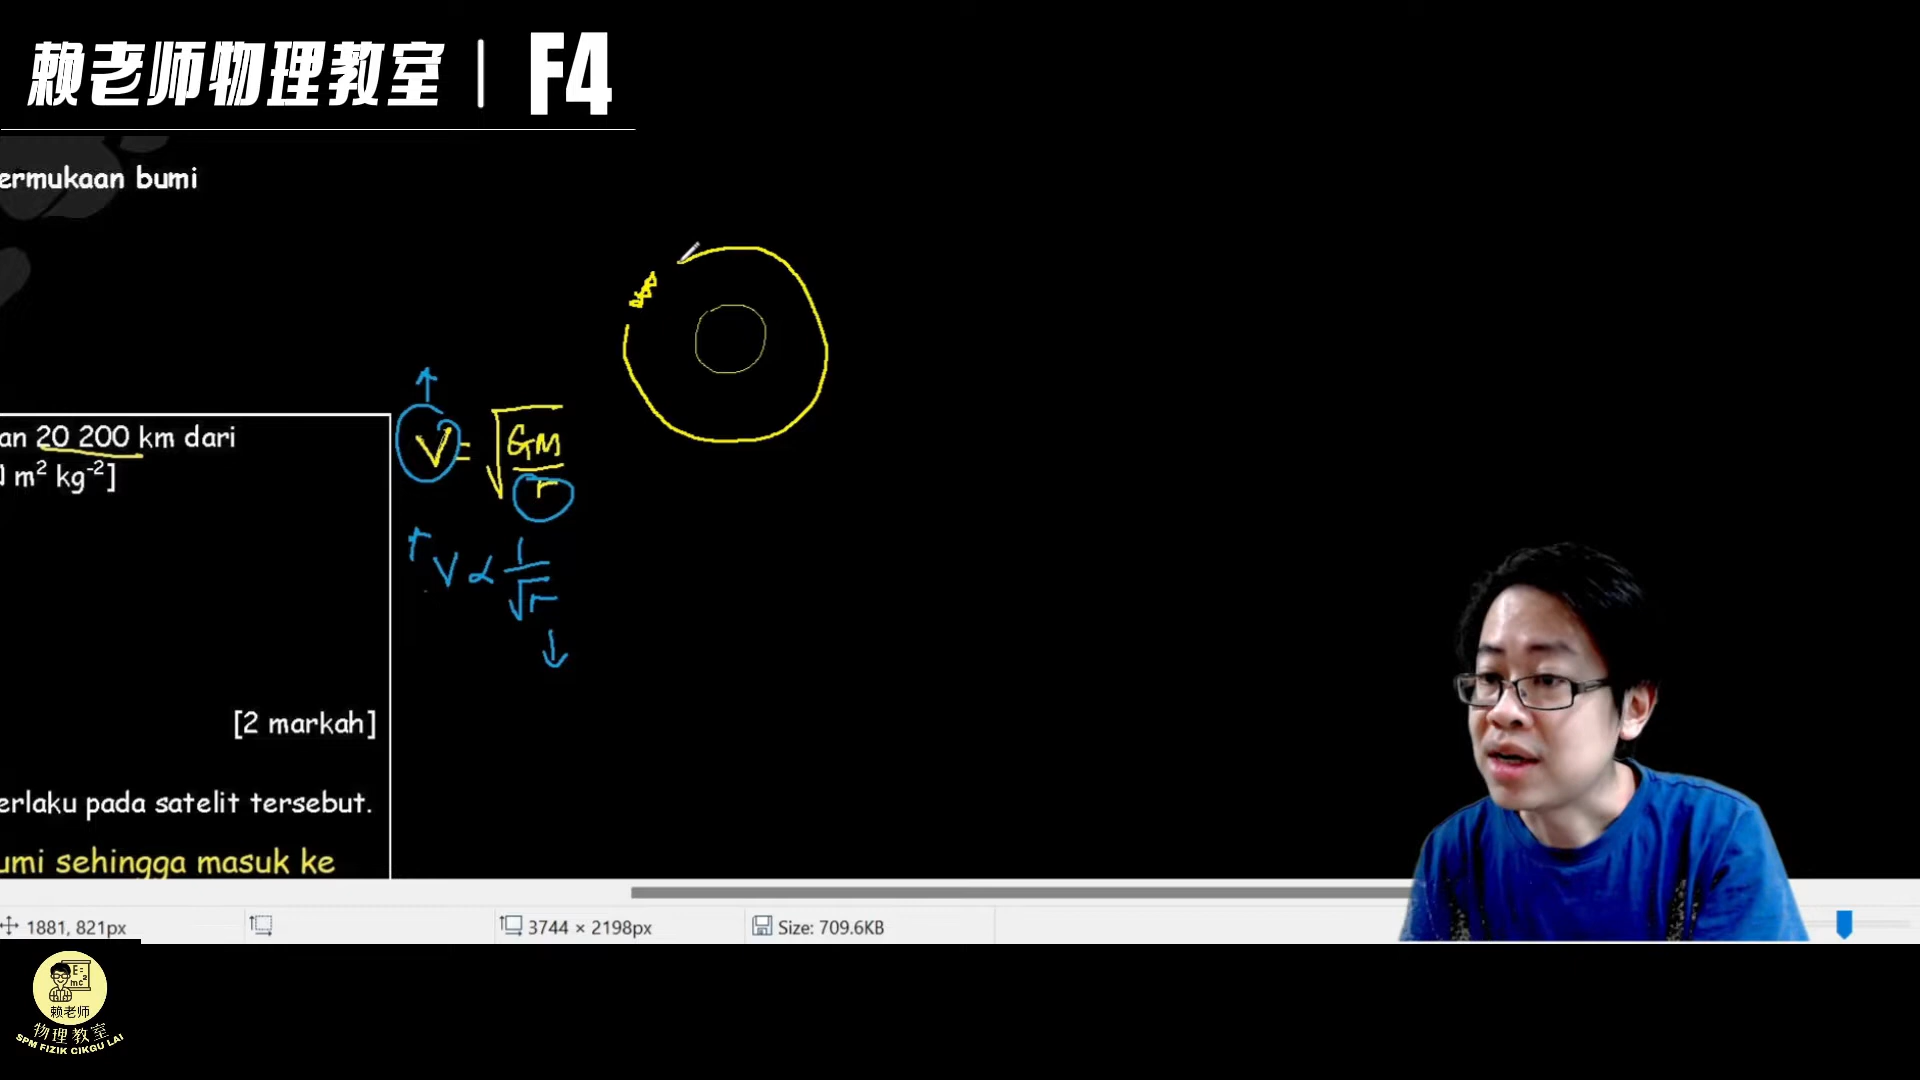 赖老师物理教室 | F4
ermukaan bumi
an 20 200 km dari
m² kg⁻²]
V = √(GM/r)
V ∝ 1/√r
[2 markah]
erlaku pada satelit tersebut.
umi sehingga masuk ke
1881, 821px
3744 × 2198px
Size: 709.6KB
E=mc²
赖老师
物理教室
SPM FIZIK CIKGU LAI